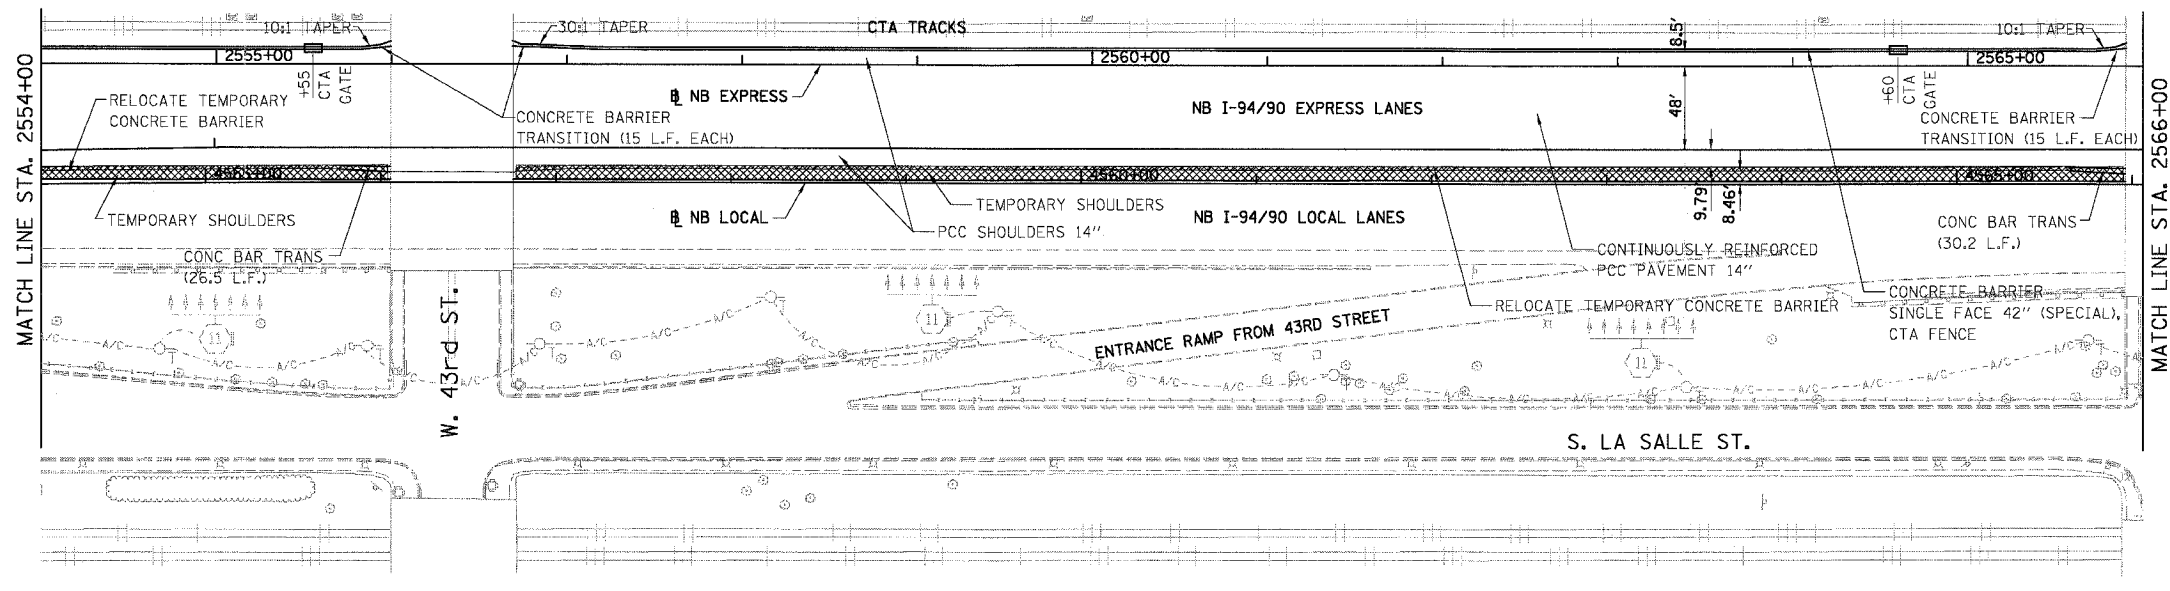 10:1 TAPER
30:1 TAPER
CTA TRACKS
8.5'
10:1 TAPER
2555+00
2560+00
2565+00
MATCH LINE STA. 2554+00
+55
CTA
GATE
RELOCATE TEMPORARY
CONCRETE BARRIER
℄ NB EXPRESS
CONCRETE BARRIER
TRANSITION (15 L.F. EACH)
NB I-94/90 EXPRESS LANES
48'
+60
CTA
GATE
CONCRETE BARRIER
TRANSITION (15 L.F. EACH)
MATCH LINE STA. 2566+00
4560+00
4565+00
TEMPORARY SHOULDERS
℄ NB LOCAL
TEMPORARY SHOULDERS
PCC SHOULDERS 14"
NB I-94/90 LOCAL LANES
9.79'
8.46'
CONC BAR TRANS
(30.2 L.F.)
CONC BAR TRANS
(26.5 L.F.)
CONTINUOUSLY REINFORCED
PCC PAVEMENT 14"
RELOCATE TEMPORARY CONCRETE BARRIER
CONCRETE BARRIER
SINGLE FACE 42" (SPECIAL),
CTA FENCE
11
11
11
A/C
A/C
A/C
A/C
A/C
A/C
A/C
A/C
A/C
A/C
A/C
A/C
A/C
ENTRANCE RAMP FROM 43RD STREET
W. 43rd ST.
S. LA SALLE ST.